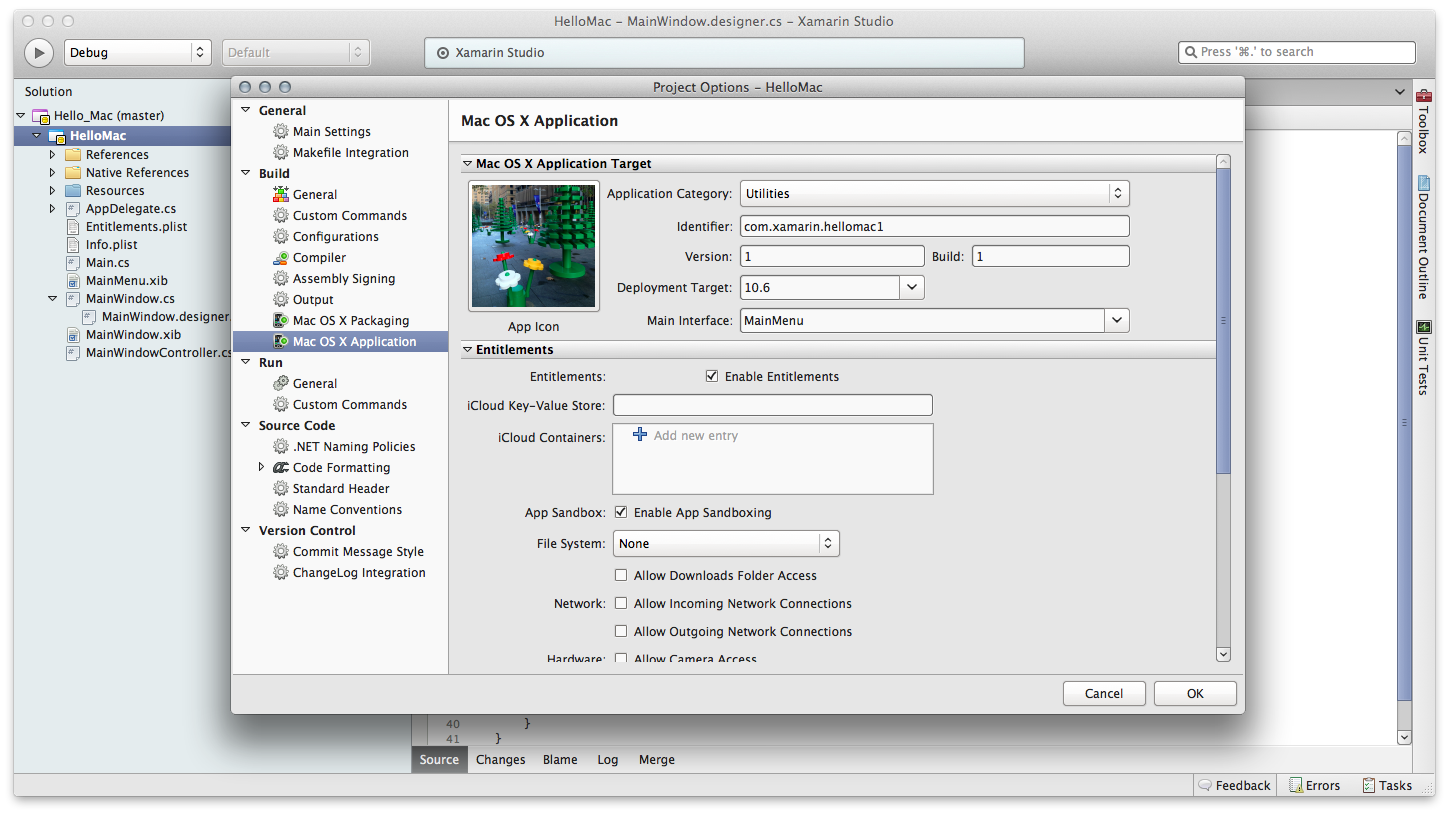 HelloMac – MainWindow.designer.cs – Xamarin Studio
Debug
Default
Xamarin Studio
Press '⌘.' to search
Solution
Hello_Mac (master)
HelloMac
References
Native References
Resources
AppDelegate.cs
Entitlements.plist
Info.plist
Main.cs
MainMenu.xib
MainWindow.cs
MainWindow.designer.
MainWindow.xib
MainWindowController.cs
Project Options – HelloMac
General
Main Settings
Makefile Integration
Build
General
Custom Commands
Configurations
Compiler
Assembly Signing
Output
Mac OS X Packaging
Mac OS X Application
Run
General
Custom Commands
Source Code
.NET Naming Policies
Code Formatting
Standard Header
Name Conventions
Version Control
Commit Message Style
ChangeLog Integration
Mac OS X Application
Mac OS X Application Target
App Icon
Application Category: Utilities
Identifier: com.xamarin.hellomac1
Version: 1 Build: 1
Deployment Target: 10.6
Main Interface: MainMenu
Entitlements
Entitlements: Enable Entitlements
iCloud Key-Value Store:
iCloud Containers: Add new entry
App Sandbox: Enable App Sandboxing
File System: None
Allow Downloads Folder Access
Network: Allow Incoming Network Connections
Allow Outgoing Network Connections
Hardware: Allow Camera Access
Cancel OK
Toolbox
Document Outline
Unit Tests
40 }
41 }
Source Changes Blame Log Merge
Feedback Errors Tasks